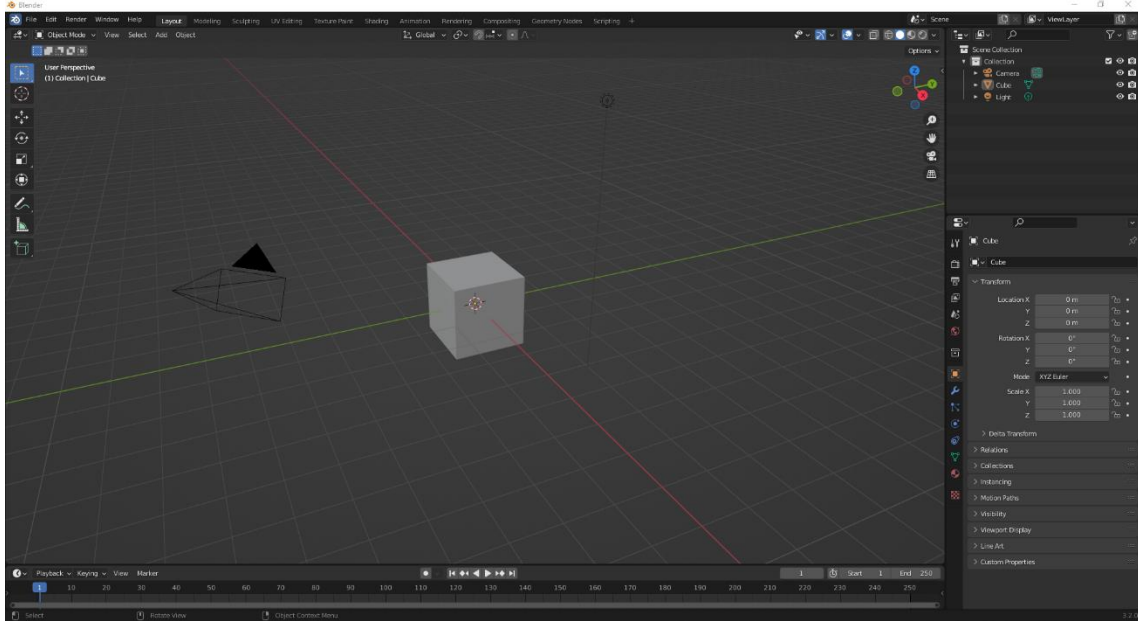 Blender
File Edit Render Window Help Layout Modeling Sculpting UV Editing Texture Paint Shading Animation Rendering Compositing Geometry Nodes Scripting + Scene ViewLayer
Object Mode View Select Add Object Global
Options
User Perspective
(1) Collection | Cube
Z
Y
X
Scene Collection
Collection
Camera
Cube
Light
Cube
Cube
Transform
Location X 0 m
Y 0 m
Z 0 m
Rotation X 0°
Y 0°
Z 0°
Mode XYZ Euler
Scale X 1.000
Y 1.000
Z 1.000
Delta Transform
Relations
Collections
Instancing
Motion Paths
Visibility
Viewport Display
Line Art
Custom Properties
Playback Keying View Marker 1 Start 1 End 250
1 10 20 30 40 50 60 70 80 90 100 110 120 130 140 150 160 170 180 190 200 210 220 230 240 250
Select Rotate View Object Context Menu 3.2.0